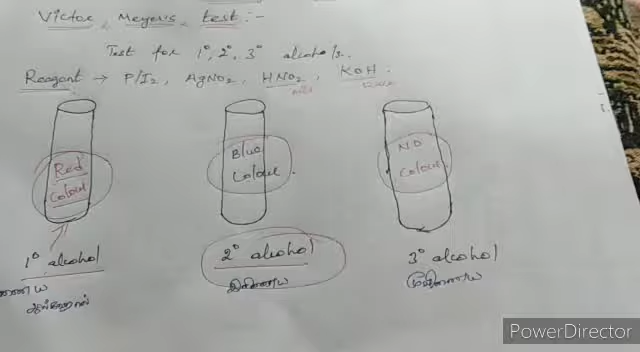 Victor Meyers test:-
Test for 1°, 2°, 3° alcohols.
Reagent → P/I2, AgNO2, HNO2, KOH.
Red
Colour
Blue
Colour
NO
Colour
1° alcohol
2° alcohol
3° alcohol
PowerDirector